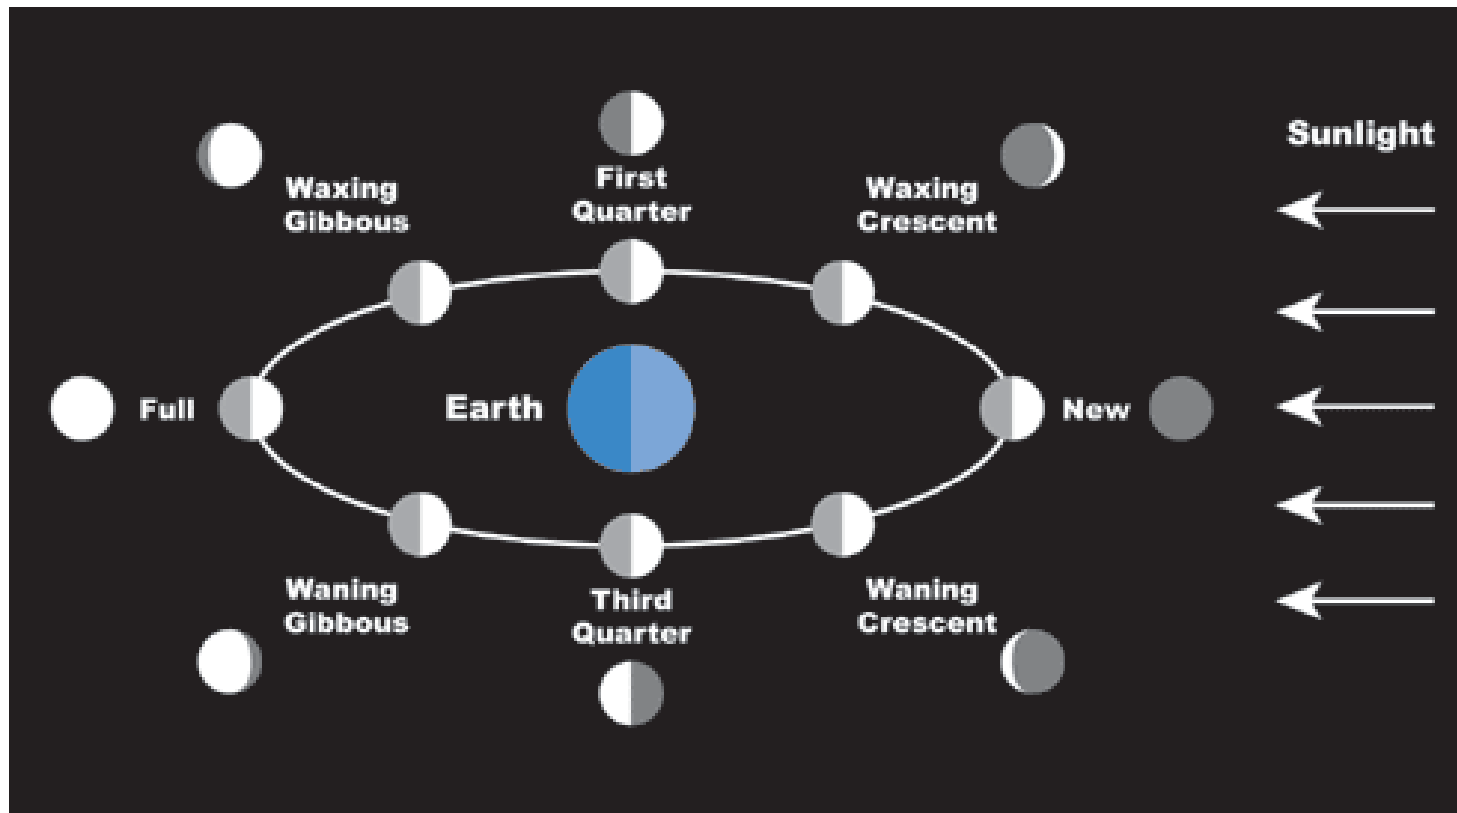 Sunlight
First
Quarter
Waxing
Gibbous
Waxing
Crescent
Full
Earth
New
Waning
Gibbous
Third
Quarter
Waning
Crescent